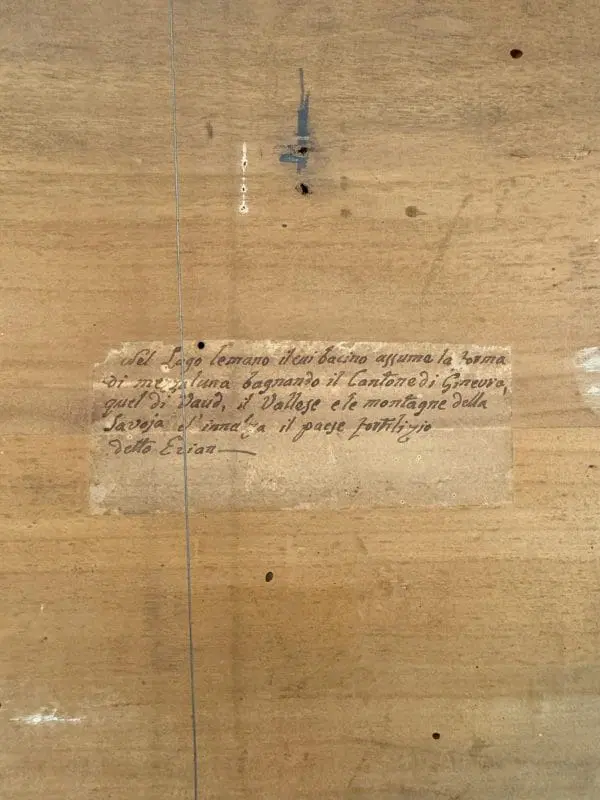 Nel Lago lemano il cui bacino assume la forma
di mezaluna bagnando il Cantone di Ginevra,
quel di Vaud, il Vallese e le montagne della
Savoja s'innalza il paese fortilizio
detto Evian